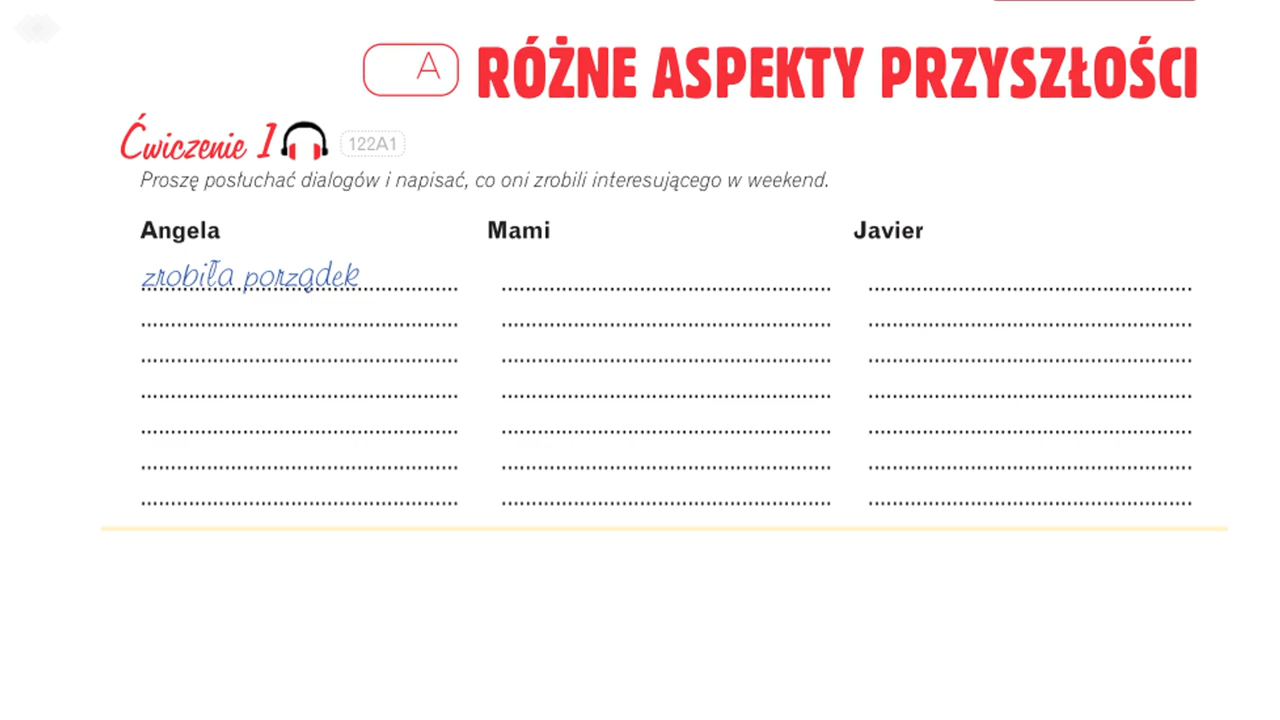 A RÓŻNE ASPEKTY PRZYSZŁOŚCI
Ćwiczenie 1 122A1
Proszę posłuchać dialogów i napisać, co oni zrobili interesującego w weekend.
Angela Mami Javier
zrobiła porządek